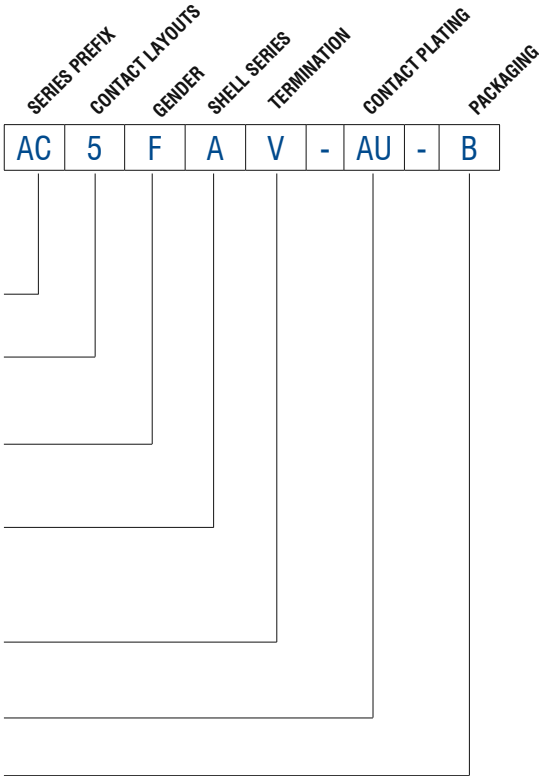 SERIES PREFIX
CONTACT LAYOUTS
GENDER
SHELL SERIES
TERMINATION
CONTACT PLATING
PACKAGING
AC 5 F A V - AU - B